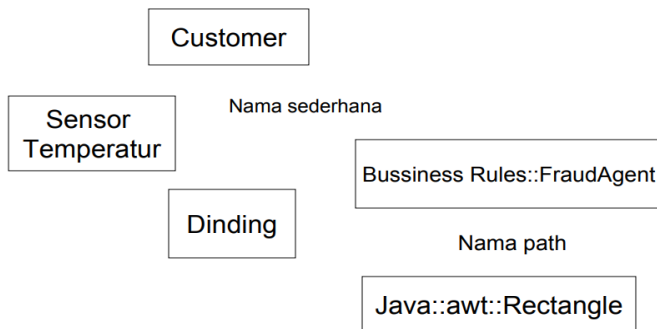 Customer
Nama sederhana
Sensor
Temperatur
Bussiness Rules::FraudAgent
Dinding
Nama path
Java::awt::Rectangle